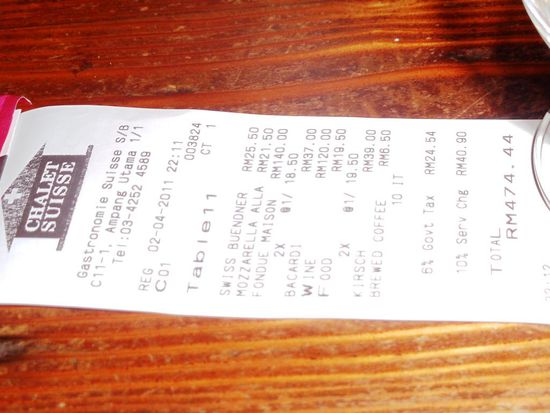 CHALET
SUISSE
Gastronomie Suisse S/B
C11-1, Ampang Utama 1/1
Tel:03-4252 4589
REG 02-04-2011 22:11
C01 003824
Table11 CT 1
SWISS BUENDNER RM25.50
MOZZARELLA ALLA RM21.50
FONDUE MAISON RM140.00
2X @1/ 18.50
BACARDI RM37.00
WINE RM120.00
FOOD RM19.50
2X @1/ 19.50
KIRSCH RM39.00
BREWED COFFEE RM6.50
10 IT
6% Govt Tax RM24.54
10% Serv Chg RM40.90
TOTAL
RM474.44